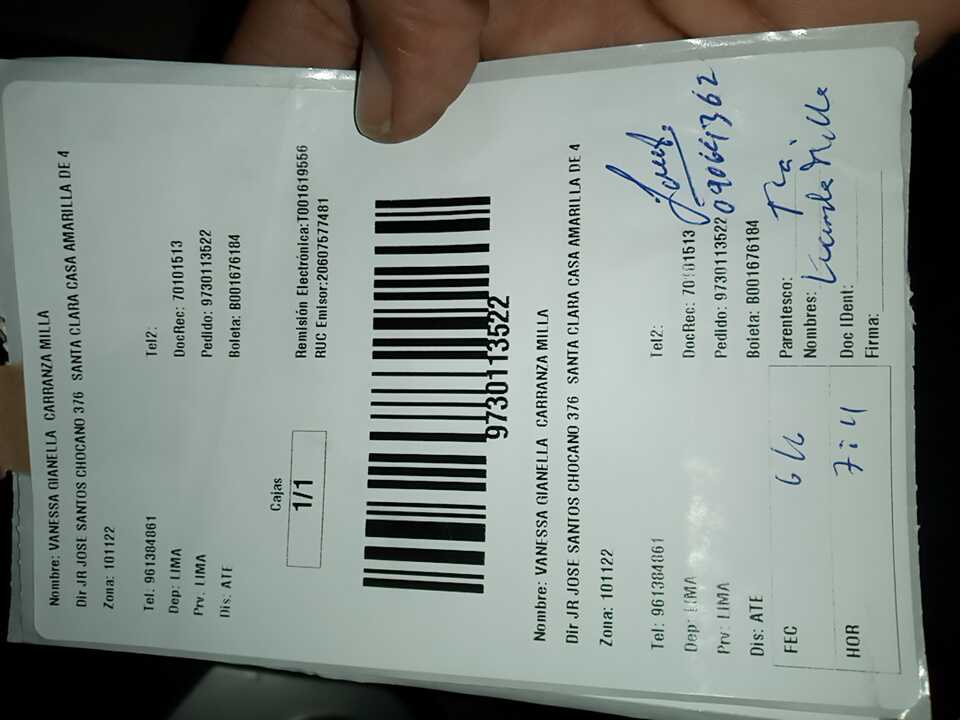 Nombre: VANESSA GIANELLA CARRANZA MILLA
Dir JR JOSE SANTOS CHOCANO 376 SANTA CLARA CASA AMARILLA DE 4
Zona: 101122
Tel: 961384861 Tel2:
Dep: LIMA DocRec: 70101513
Prv: LIMA Pedido: 9730113522
Dis: ATE Boleta: B001676184
Cajas
1/1
Remisión Electrónica:T001619556
RUC Emisor:20607577481
9730113522
Nombre: VANESSA GIANELLA CARRANZA MILLA
Dir JR JOSE SANTOS CHOCANO 376 SANTA CLARA CASA AMARILLA DE 4
Zona: 101122
Tel: 961384861 Tel2:
Dep: LIMA DocRec: 70101513
Prv: LIMA Pedido: 9730113522
Dis: ATE Boleta: B001676184
FEC Parentesco: Tía
Nombres:
HOR 7:41 Doc IDent:
Firma: